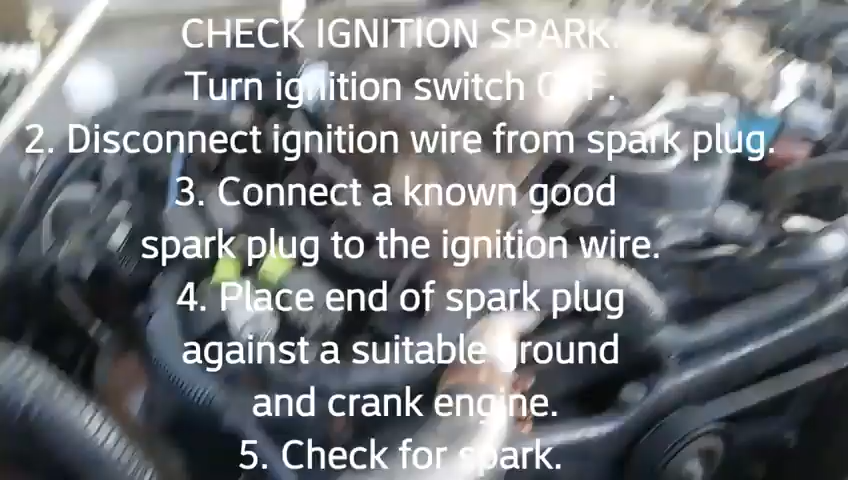 CHECK IGNITION SPARK.
Turn ignition switch OFF.
2. Disconnect ignition wire from spark plug.
3. Connect a known good
spark plug to the ignition wire.
4. Place end of spark plug
against a suitable ground
and crank engine.
5. Check for spark.